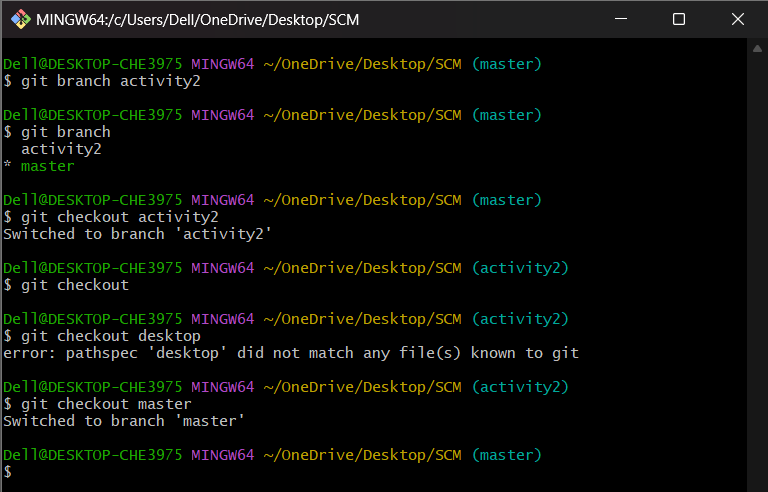 MINGW64:/c/Users/Dell/OneDrive/Desktop/SCM
Dell@DESKTOP-CHE3975 MINGW64 ~/OneDrive/Desktop/SCM (master)
$ git branch activity2
Dell@DESKTOP-CHE3975 MINGW64 ~/OneDrive/Desktop/SCM (master)
$ git branch
  activity2
* master
Dell@DESKTOP-CHE3975 MINGW64 ~/OneDrive/Desktop/SCM (master)
$ git checkout activity2
Switched to branch 'activity2'
Dell@DESKTOP-CHE3975 MINGW64 ~/OneDrive/Desktop/SCM (activity2)
$ git checkout
Dell@DESKTOP-CHE3975 MINGW64 ~/OneDrive/Desktop/SCM (activity2)
$ git checkout desktop
error: pathspec 'desktop' did not match any file(s) known to git
Dell@DESKTOP-CHE3975 MINGW64 ~/OneDrive/Desktop/SCM (activity2)
$ git checkout master
Switched to branch 'master'
Dell@DESKTOP-CHE3975 MINGW64 ~/OneDrive/Desktop/SCM (master)
$